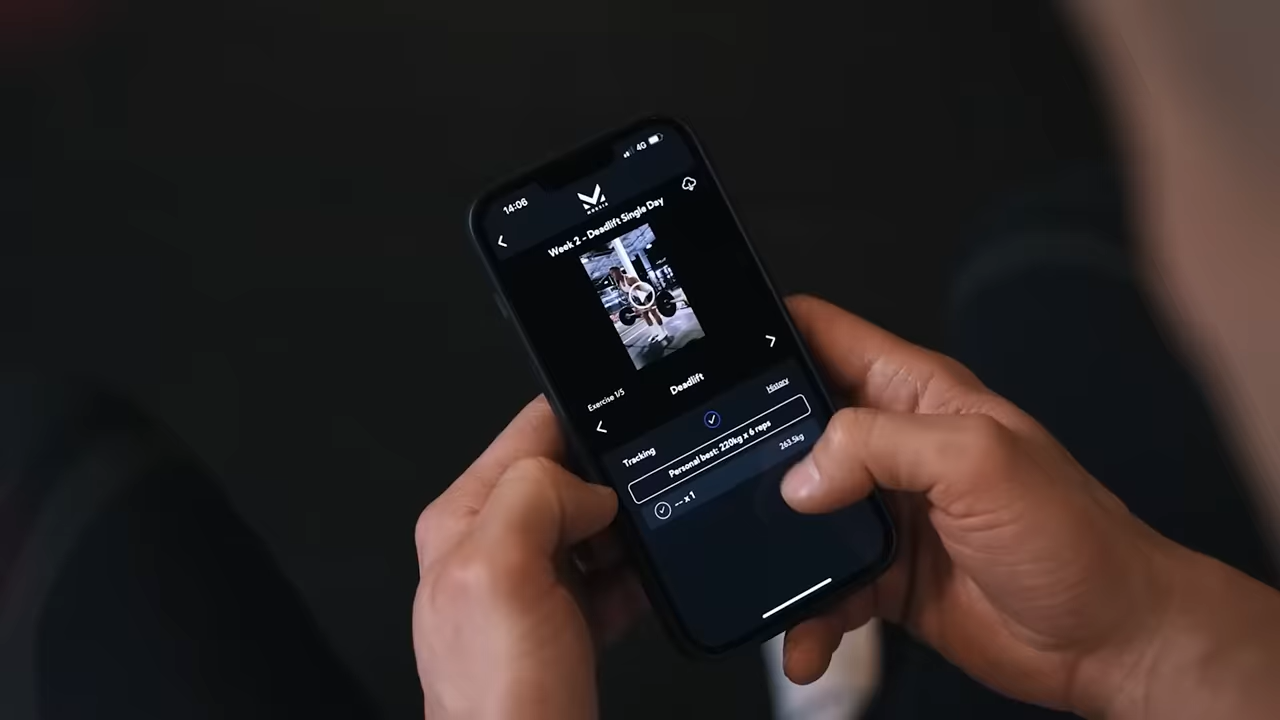 14:06
4G
Week 2 - Deadlift Single Day
Exercise 1/5
Deadlift
History
Tracking
Personal best: 220kg x 6 reps
-- x 1
263.5kg